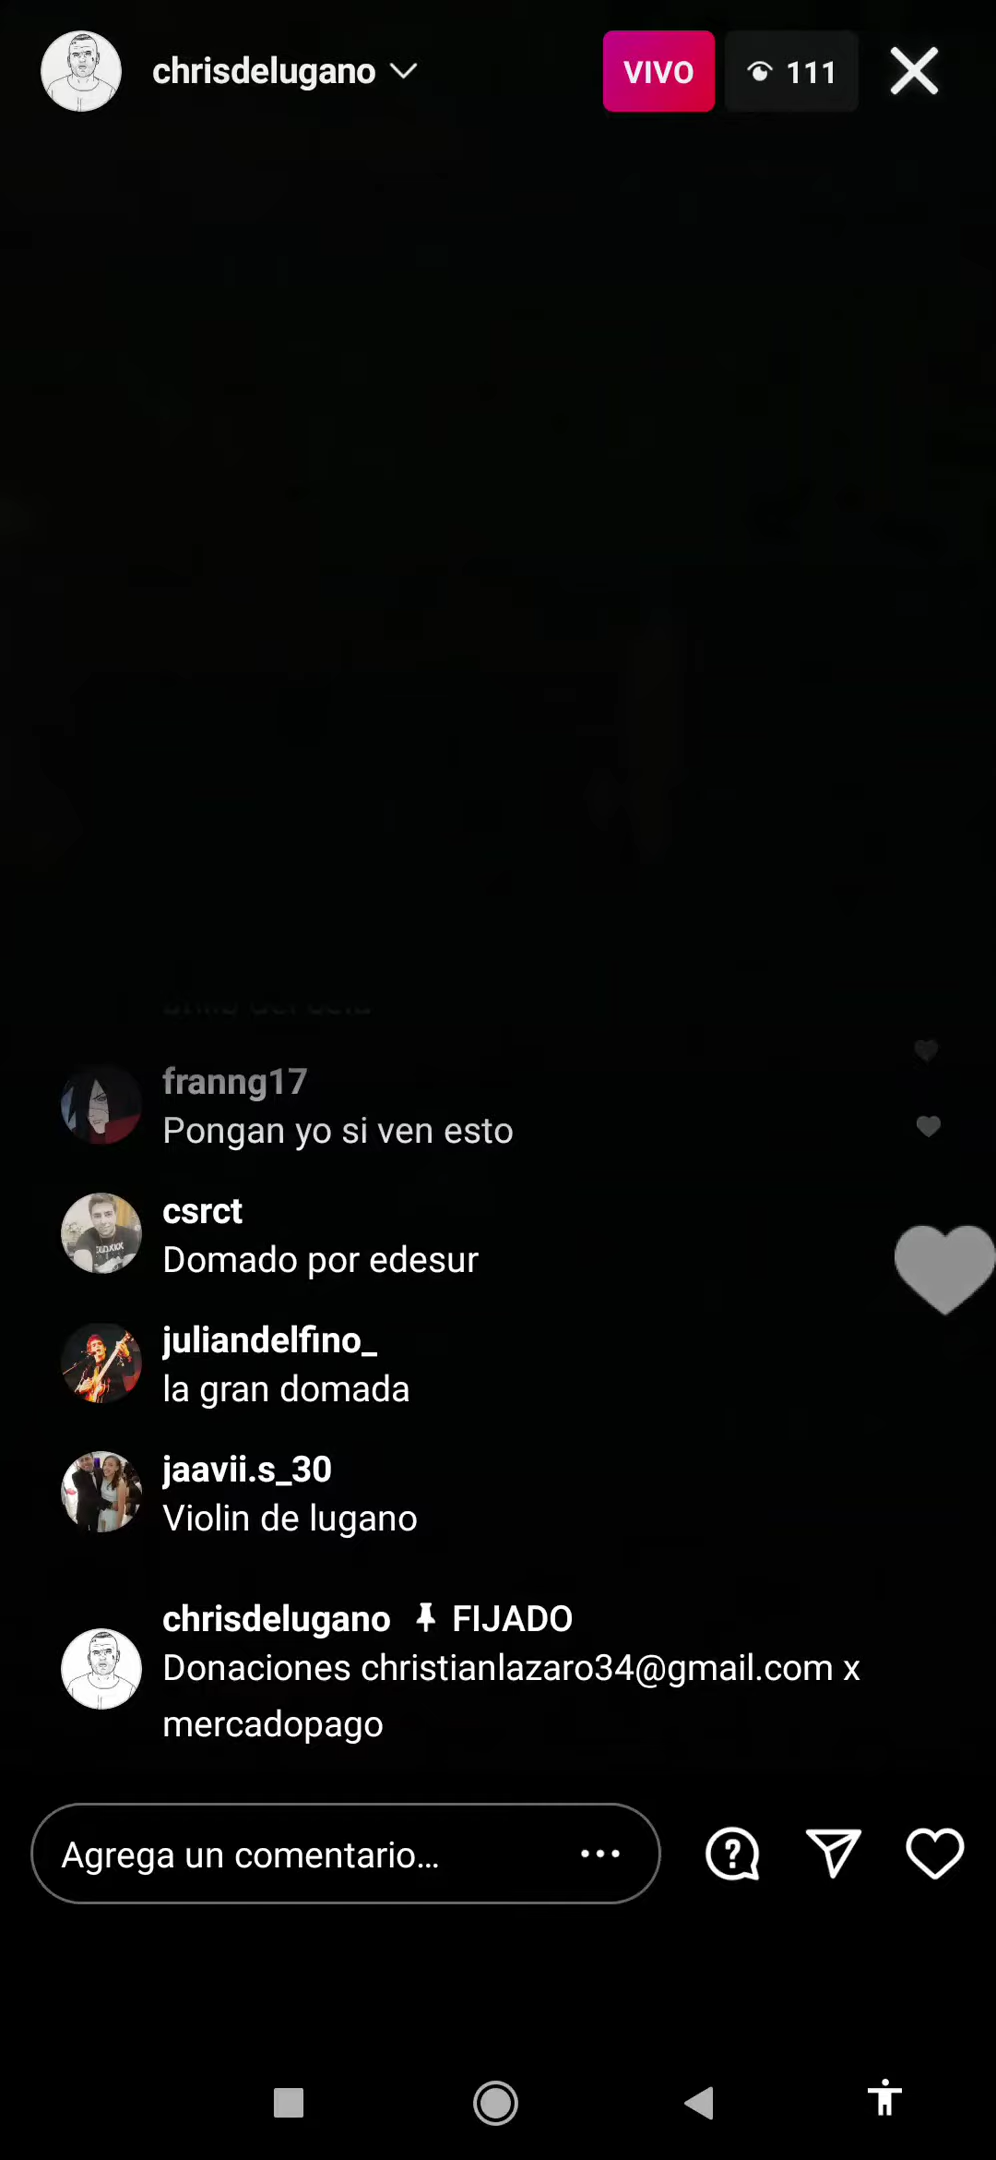 chrisdelugano
VIVO
111
franng17
Pongan yo si ven esto
csrct
Domado por edesur
juliandelfino_
la gran domada
jaavii.s_30
Violin de lugano
chrisdelugano FIJADO
Donaciones christianlazaro34@gmail.com x
mercadopago
Agrega un comentario...